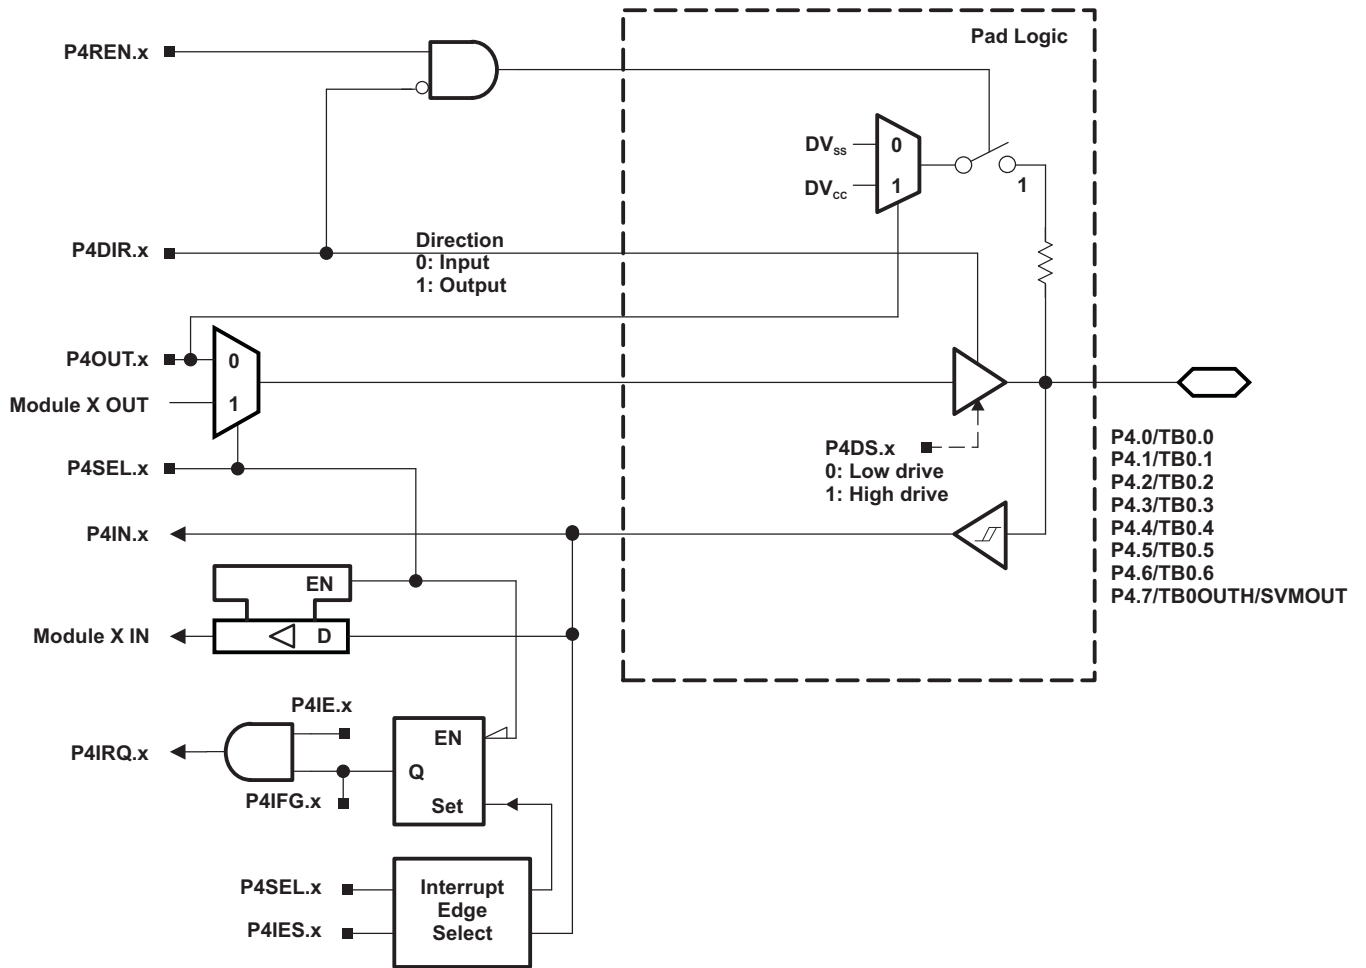 Pad Logic
P4REN.x
DVSS
0
DVCC
1
1
P4DIR.x
Direction
0: Input
1: Output
P4OUT.x
0
Module X OUT
1
P4SEL.x
P4DS.x
0: Low drive
1: High drive
P4.0/TB0.0
P4.1/TB0.1
P4.2/TB0.2
P4.3/TB0.3
P4.4/TB0.4
P4.5/TB0.5
P4.6/TB0.6
P4.7/TB0OUTH/SVMOUT
P4IN.x
EN
Module X IN
D
P4IE.x
P4IRQ.x
EN
Q
P4IFG.x
Set
P4SEL.x
P4IES.x
Interrupt
Edge
Select